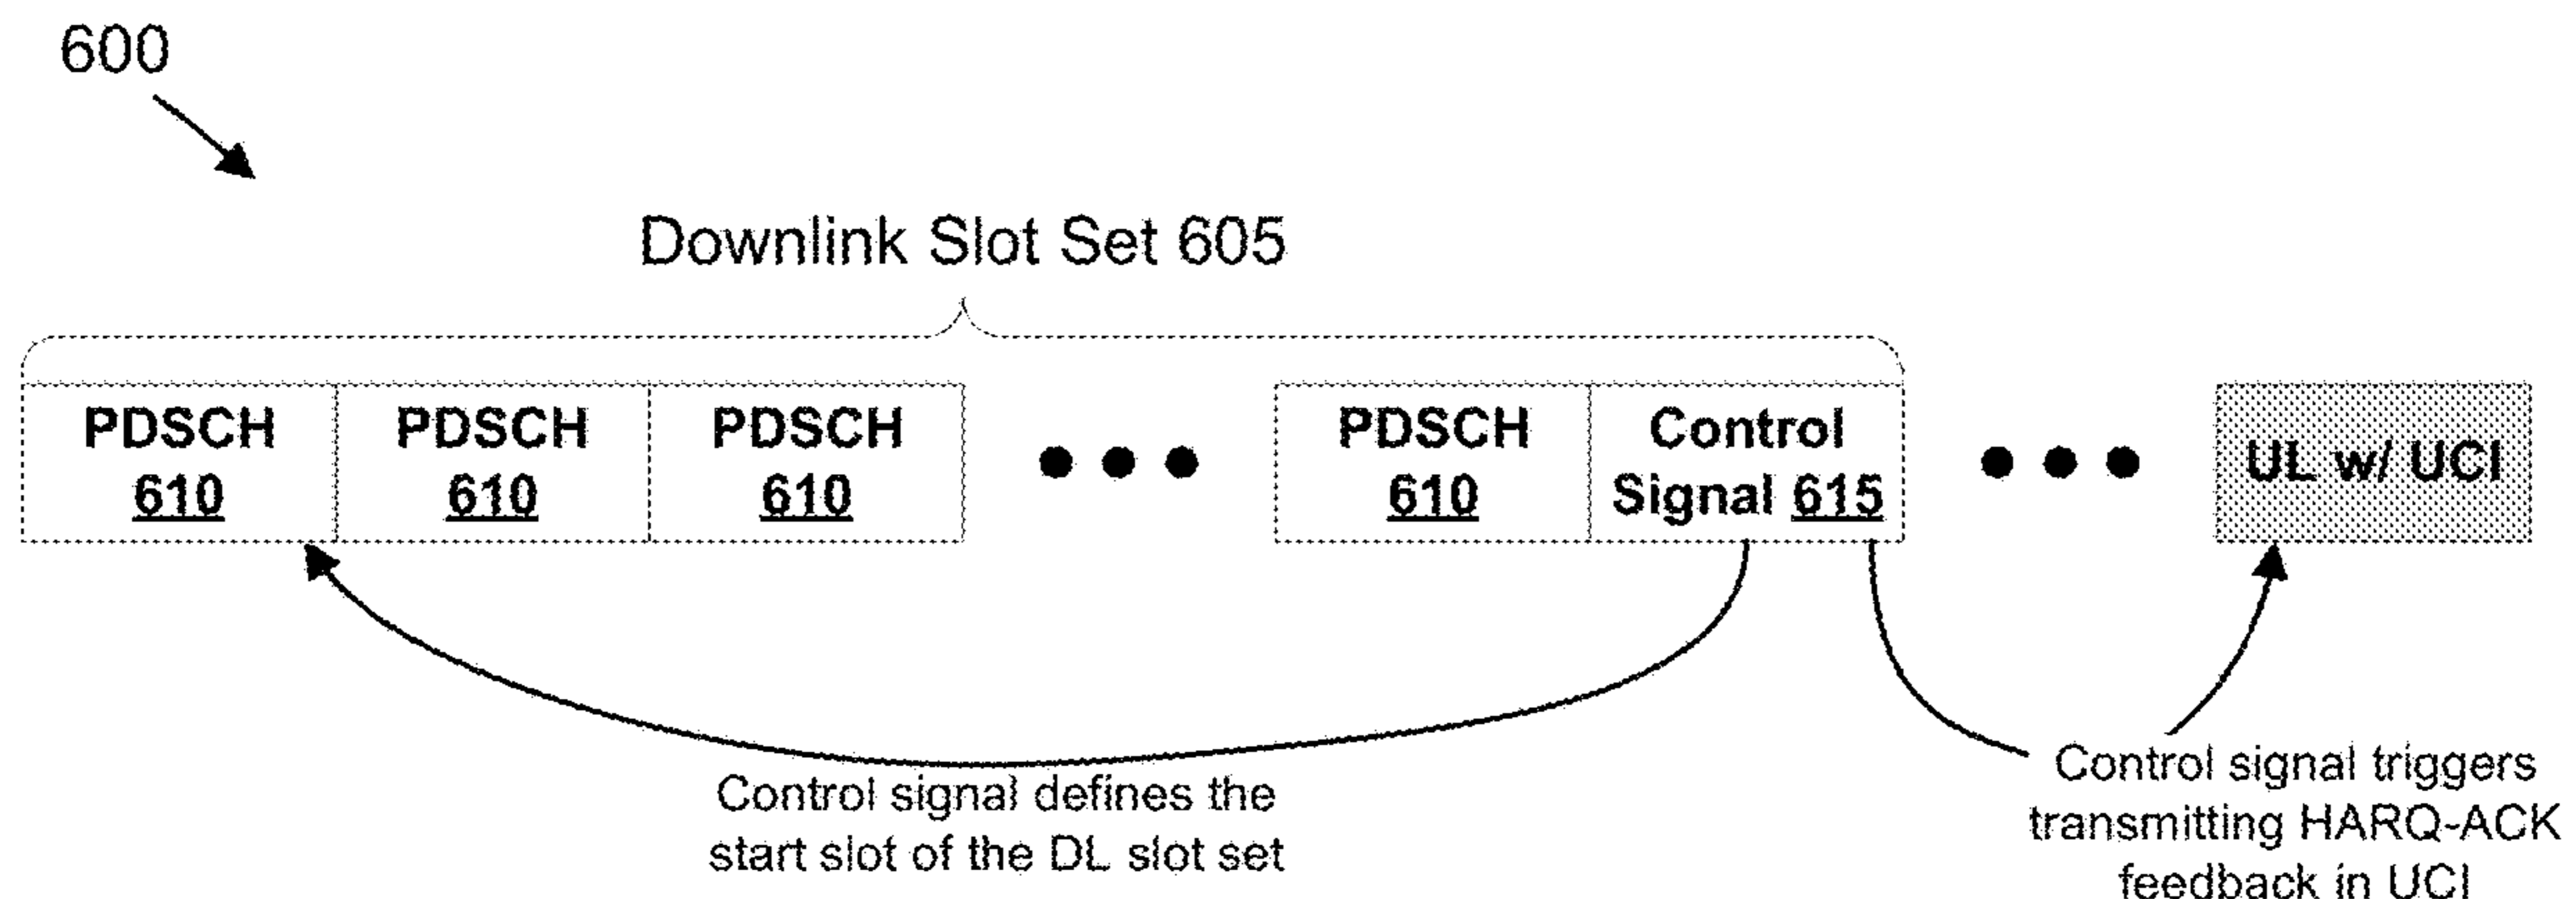 600
Downlink Slot Set 605
PDSCH
610
PDSCH
610
PDSCH
610
PDSCH
610
Control
Signal 615
UL w/ UCI
Control signal defines the
start slot of the DL slot set
Control signal triggers
transmitting HARQ-ACK
feedback in UCI